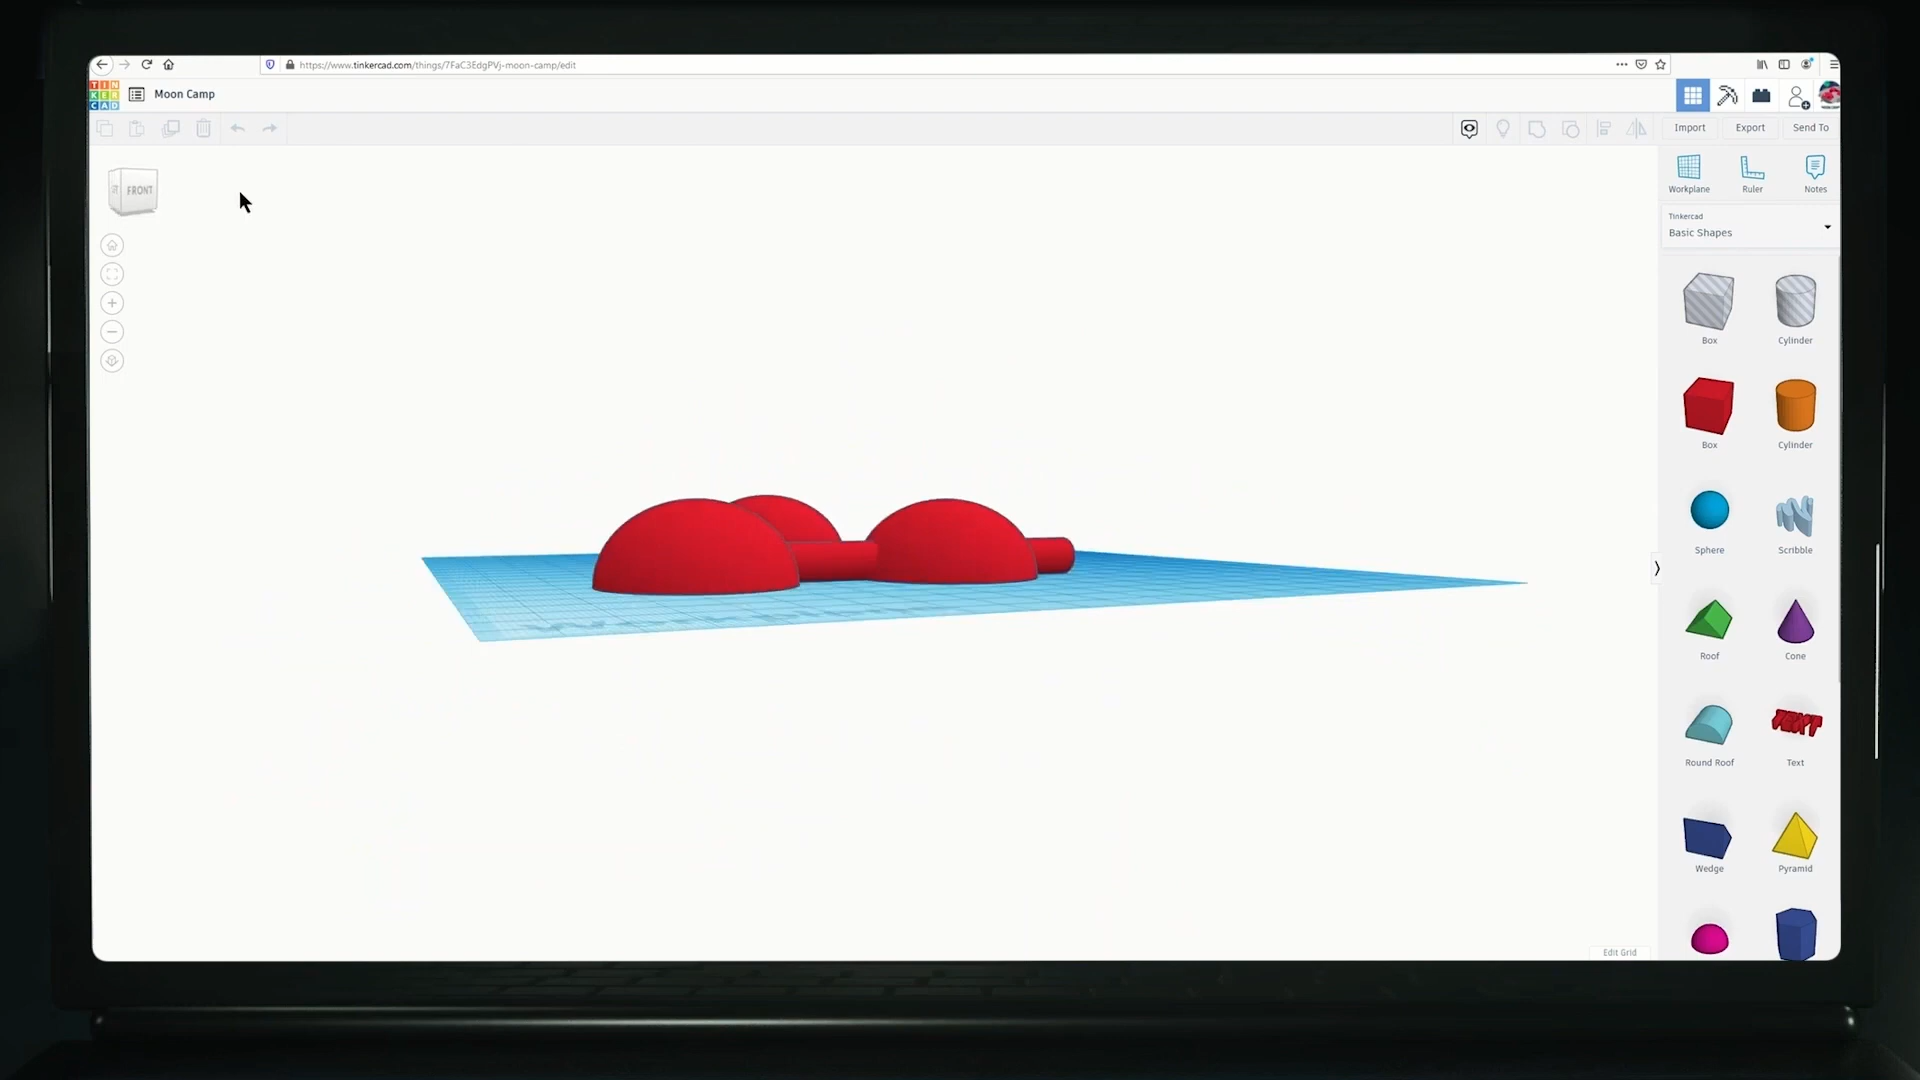 https://www.tinkercad.com/things/7FaC3EdgPVj-moon-camp/edit
TIN
KER
CAD
Moon Camp
Import
Export
Send To
FRONT
Workplane
Ruler
Notes
Tinkercad
Basic Shapes
Box
Cylinder
Box
Cylinder
Sphere
Scribble
Roof
Cone
Round Roof
TEXT
Text
Wedge
Pyramid
Edit Grid